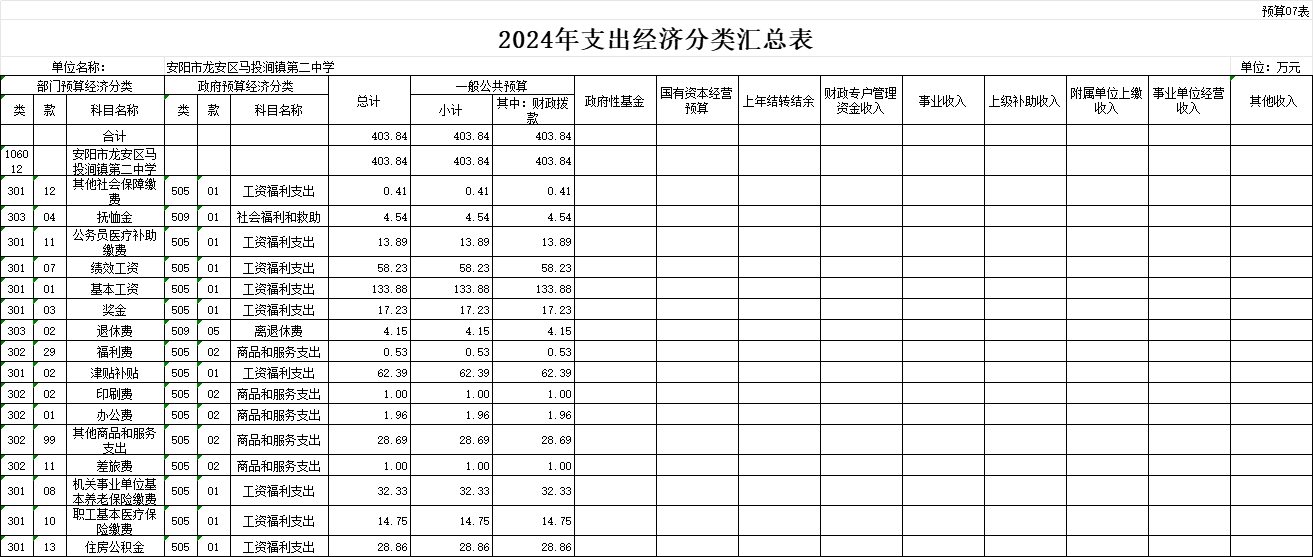 预算07表
2024年支出经济分类汇总表
单位名称： 安阳市龙安区马投涧镇第二中学 单位：万元
部门预算经济分类 政府预算经济分类 总计 一般公共预算 政府性基金 国有资本经营预算 上年结转结余 财政专户管理资金收入 事业收入 上级补助收入 附属单位上缴收入 事业单位经营收入 其他收入
类 款 科目名称 类 款 科目名称 小计 其中：财政拨款
合计 403.84 403.84 403.84
106012 安阳市龙安区马投涧镇第二中学 403.84 403.84 403.84
301 12 其他社会保障缴费 505 01 工资福利支出 0.41 0.41 0.41
303 04 抚恤金 509 01 社会福利和救助 4.54 4.54 4.54
301 11 公务员医疗补助缴费 505 01 工资福利支出 13.89 13.89 13.89
301 07 绩效工资 505 01 工资福利支出 58.23 58.23 58.23
301 01 基本工资 505 01 工资福利支出 133.88 133.88 133.88
301 03 奖金 505 01 工资福利支出 17.23 17.23 17.23
303 02 退休费 509 05 离退休费 4.15 4.15 4.15
302 29 福利费 505 02 商品和服务支出 0.53 0.53 0.53
301 02 津贴补贴 505 01 工资福利支出 62.39 62.39 62.39
302 02 印刷费 505 02 商品和服务支出 1.00 1.00 1.00
302 01 办公费 505 02 商品和服务支出 1.96 1.96 1.96
302 99 其他商品和服务支出 505 02 商品和服务支出 28.69 28.69 28.69
302 11 差旅费 505 02 商品和服务支出 1.00 1.00 1.00
301 08 机关事业单位基本养老保险缴费 505 01 工资福利支出 32.33 32.33 32.33
301 10 职工基本医疗保险缴费 505 01 工资福利支出 14.75 14.75 14.75
301 13 住房公积金 505 01 工资福利支出 28.86 28.86 28.86